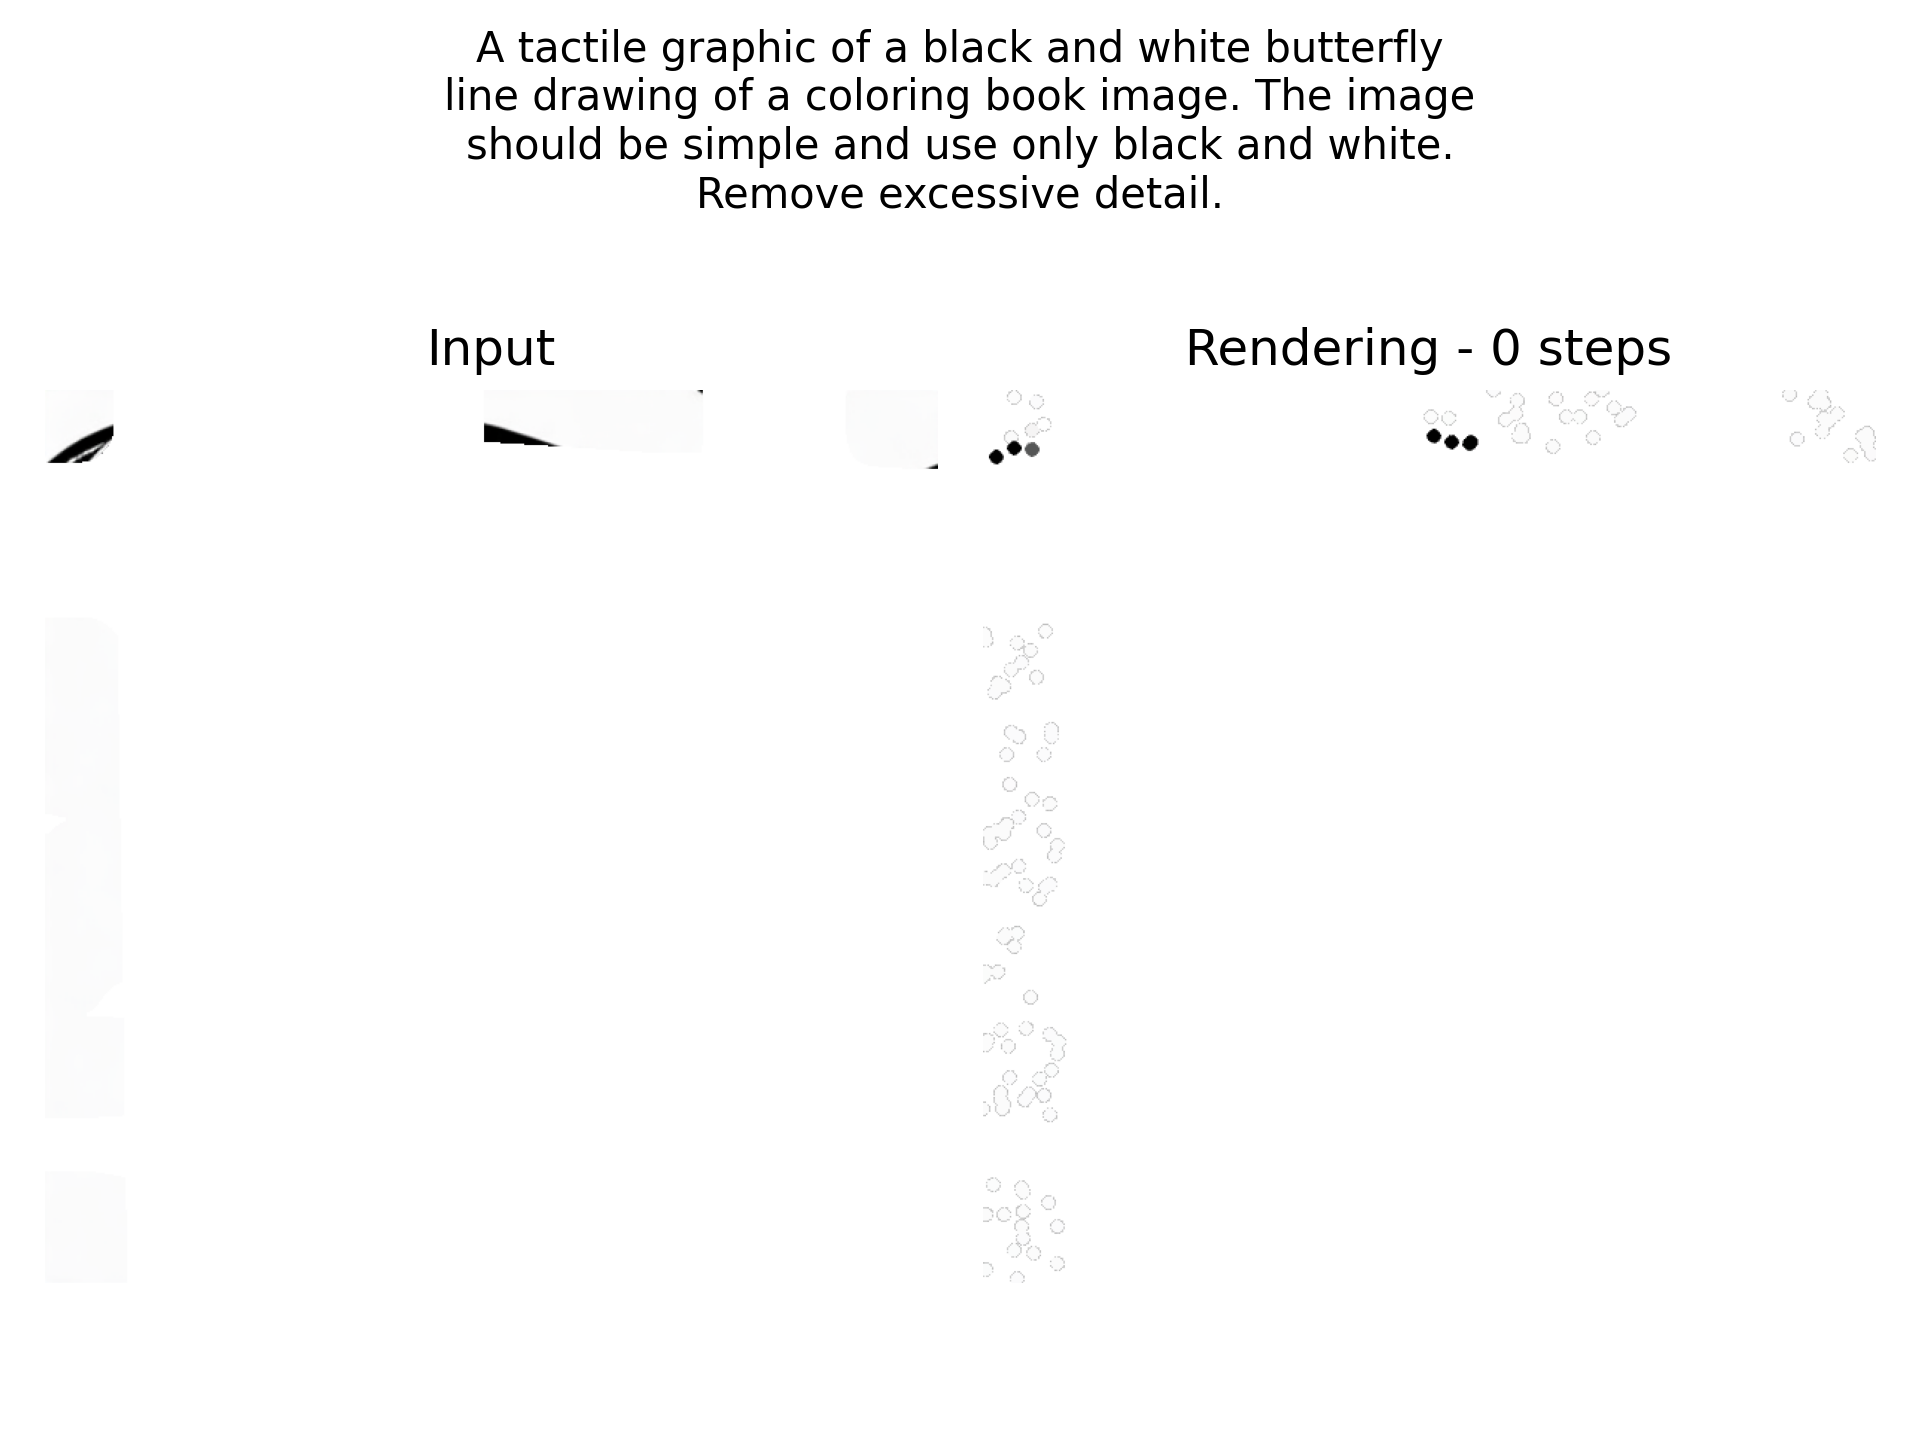 A tactile graphic of a black and white butterfly
line drawing of a coloring book image. The image
should be simple and use only black and white.
Remove excessive detail.
Input
Rendering - 0 steps